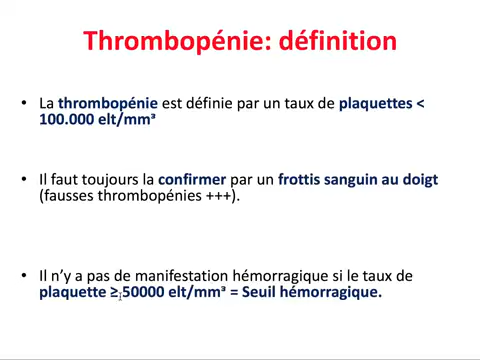 Thrombopénie: définition
• La thrombopénie est définie par un taux de plaquettes <
100.000 elt/mm³
• Il faut toujours la confirmer par un frottis sanguin au doigt
(fausses thrombopénies +++).
• Il n’y a pas de manifestation hémorragique si le taux de
plaquette ≥ 50000 elt/mm³ = Seuil hémorragique.